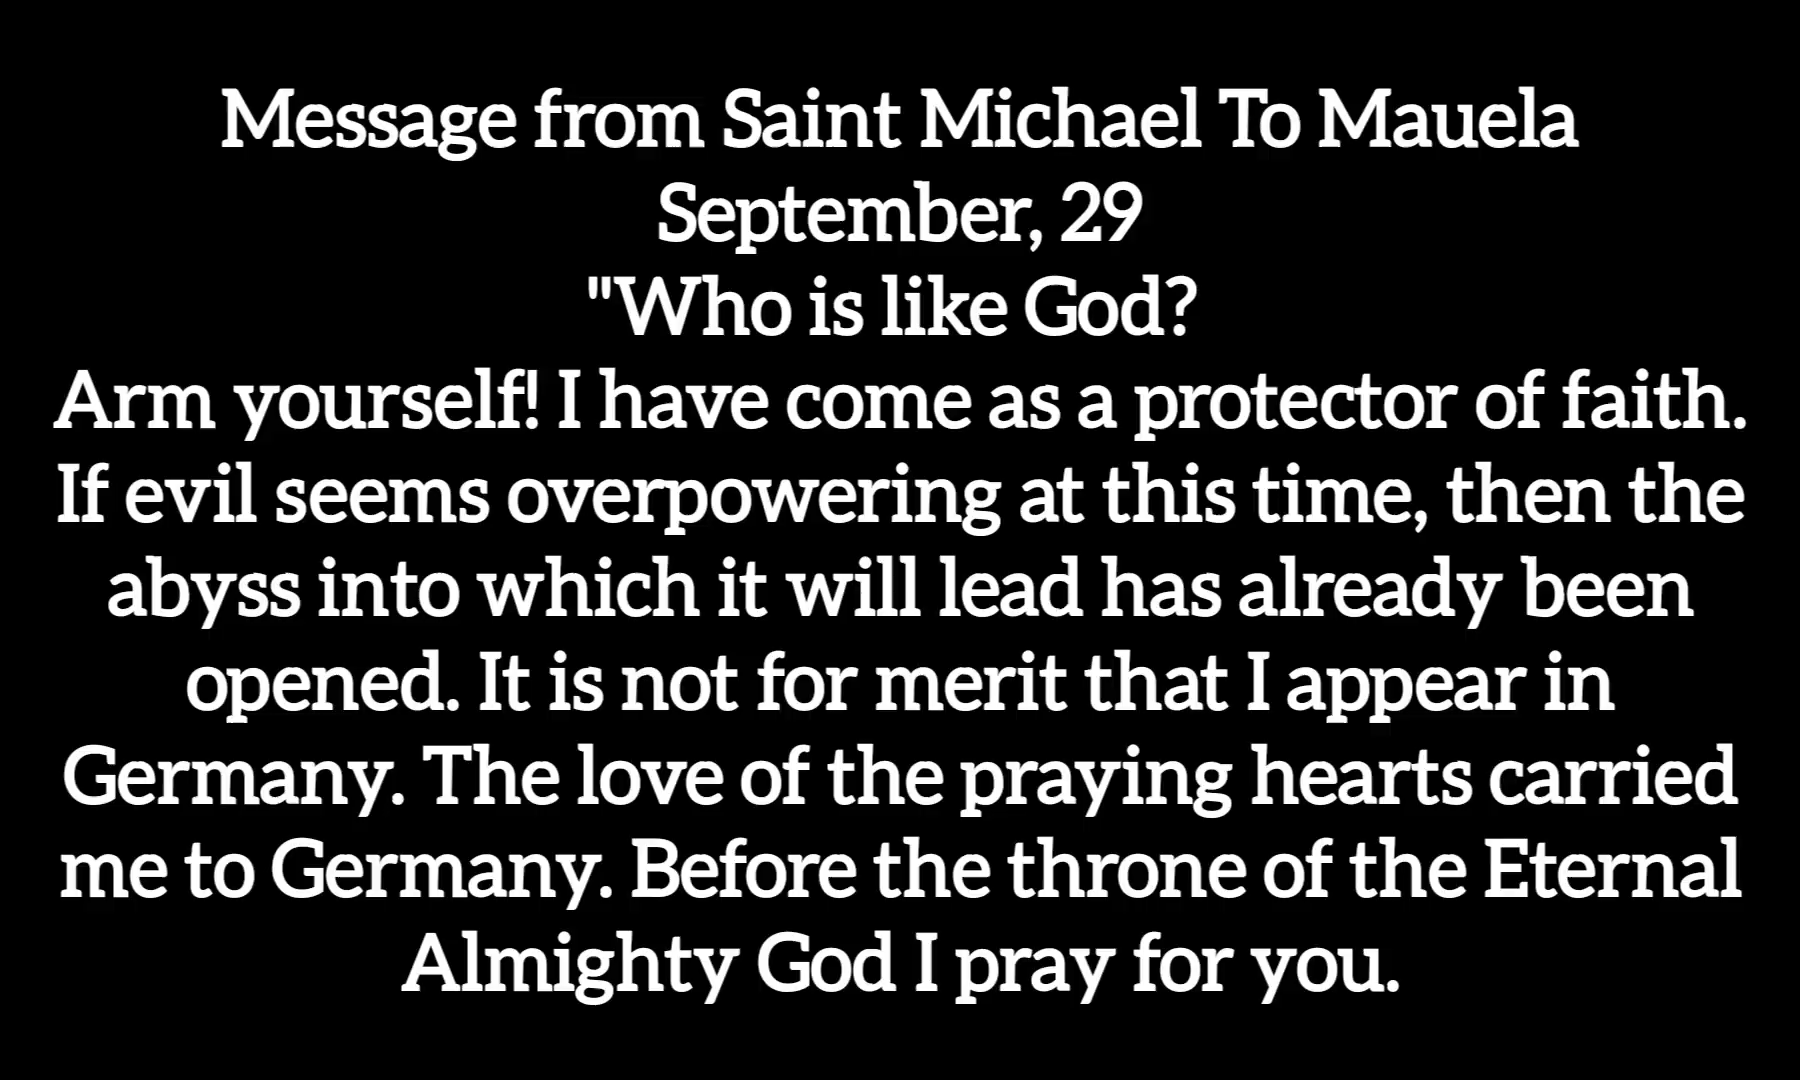 Message from Saint Michael To Mauela
September, 29
"Who is like God?
Arm yourself! I have come as a protector of faith.
If evil seems overpowering at this time, then the
abyss into which it will lead has already been
opened. It is not for merit that I appear in
Germany. The love of the praying hearts carried
me to Germany. Before the throne of the Eternal
Almighty God I pray for you.